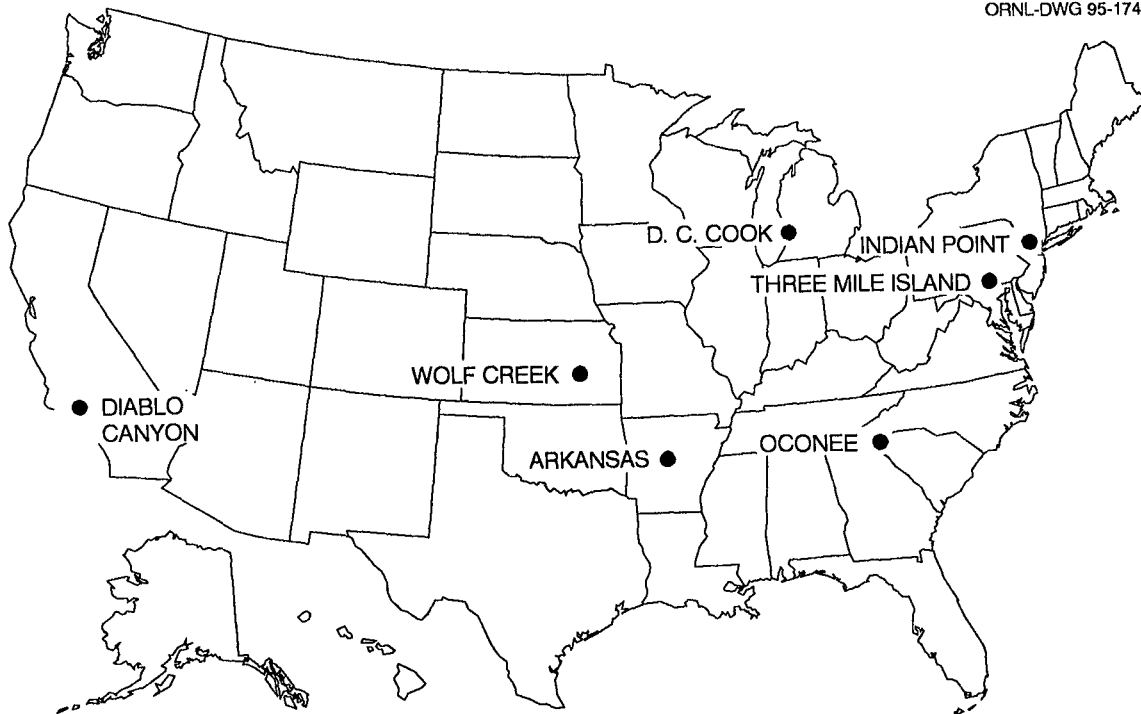 ORNL-DWG 95-174
D. C. COOK
INDIAN POINT
THREE MILE ISLAND
WOLF CREEK
DIABLO
CANYON
OCONEE
ARKANSAS